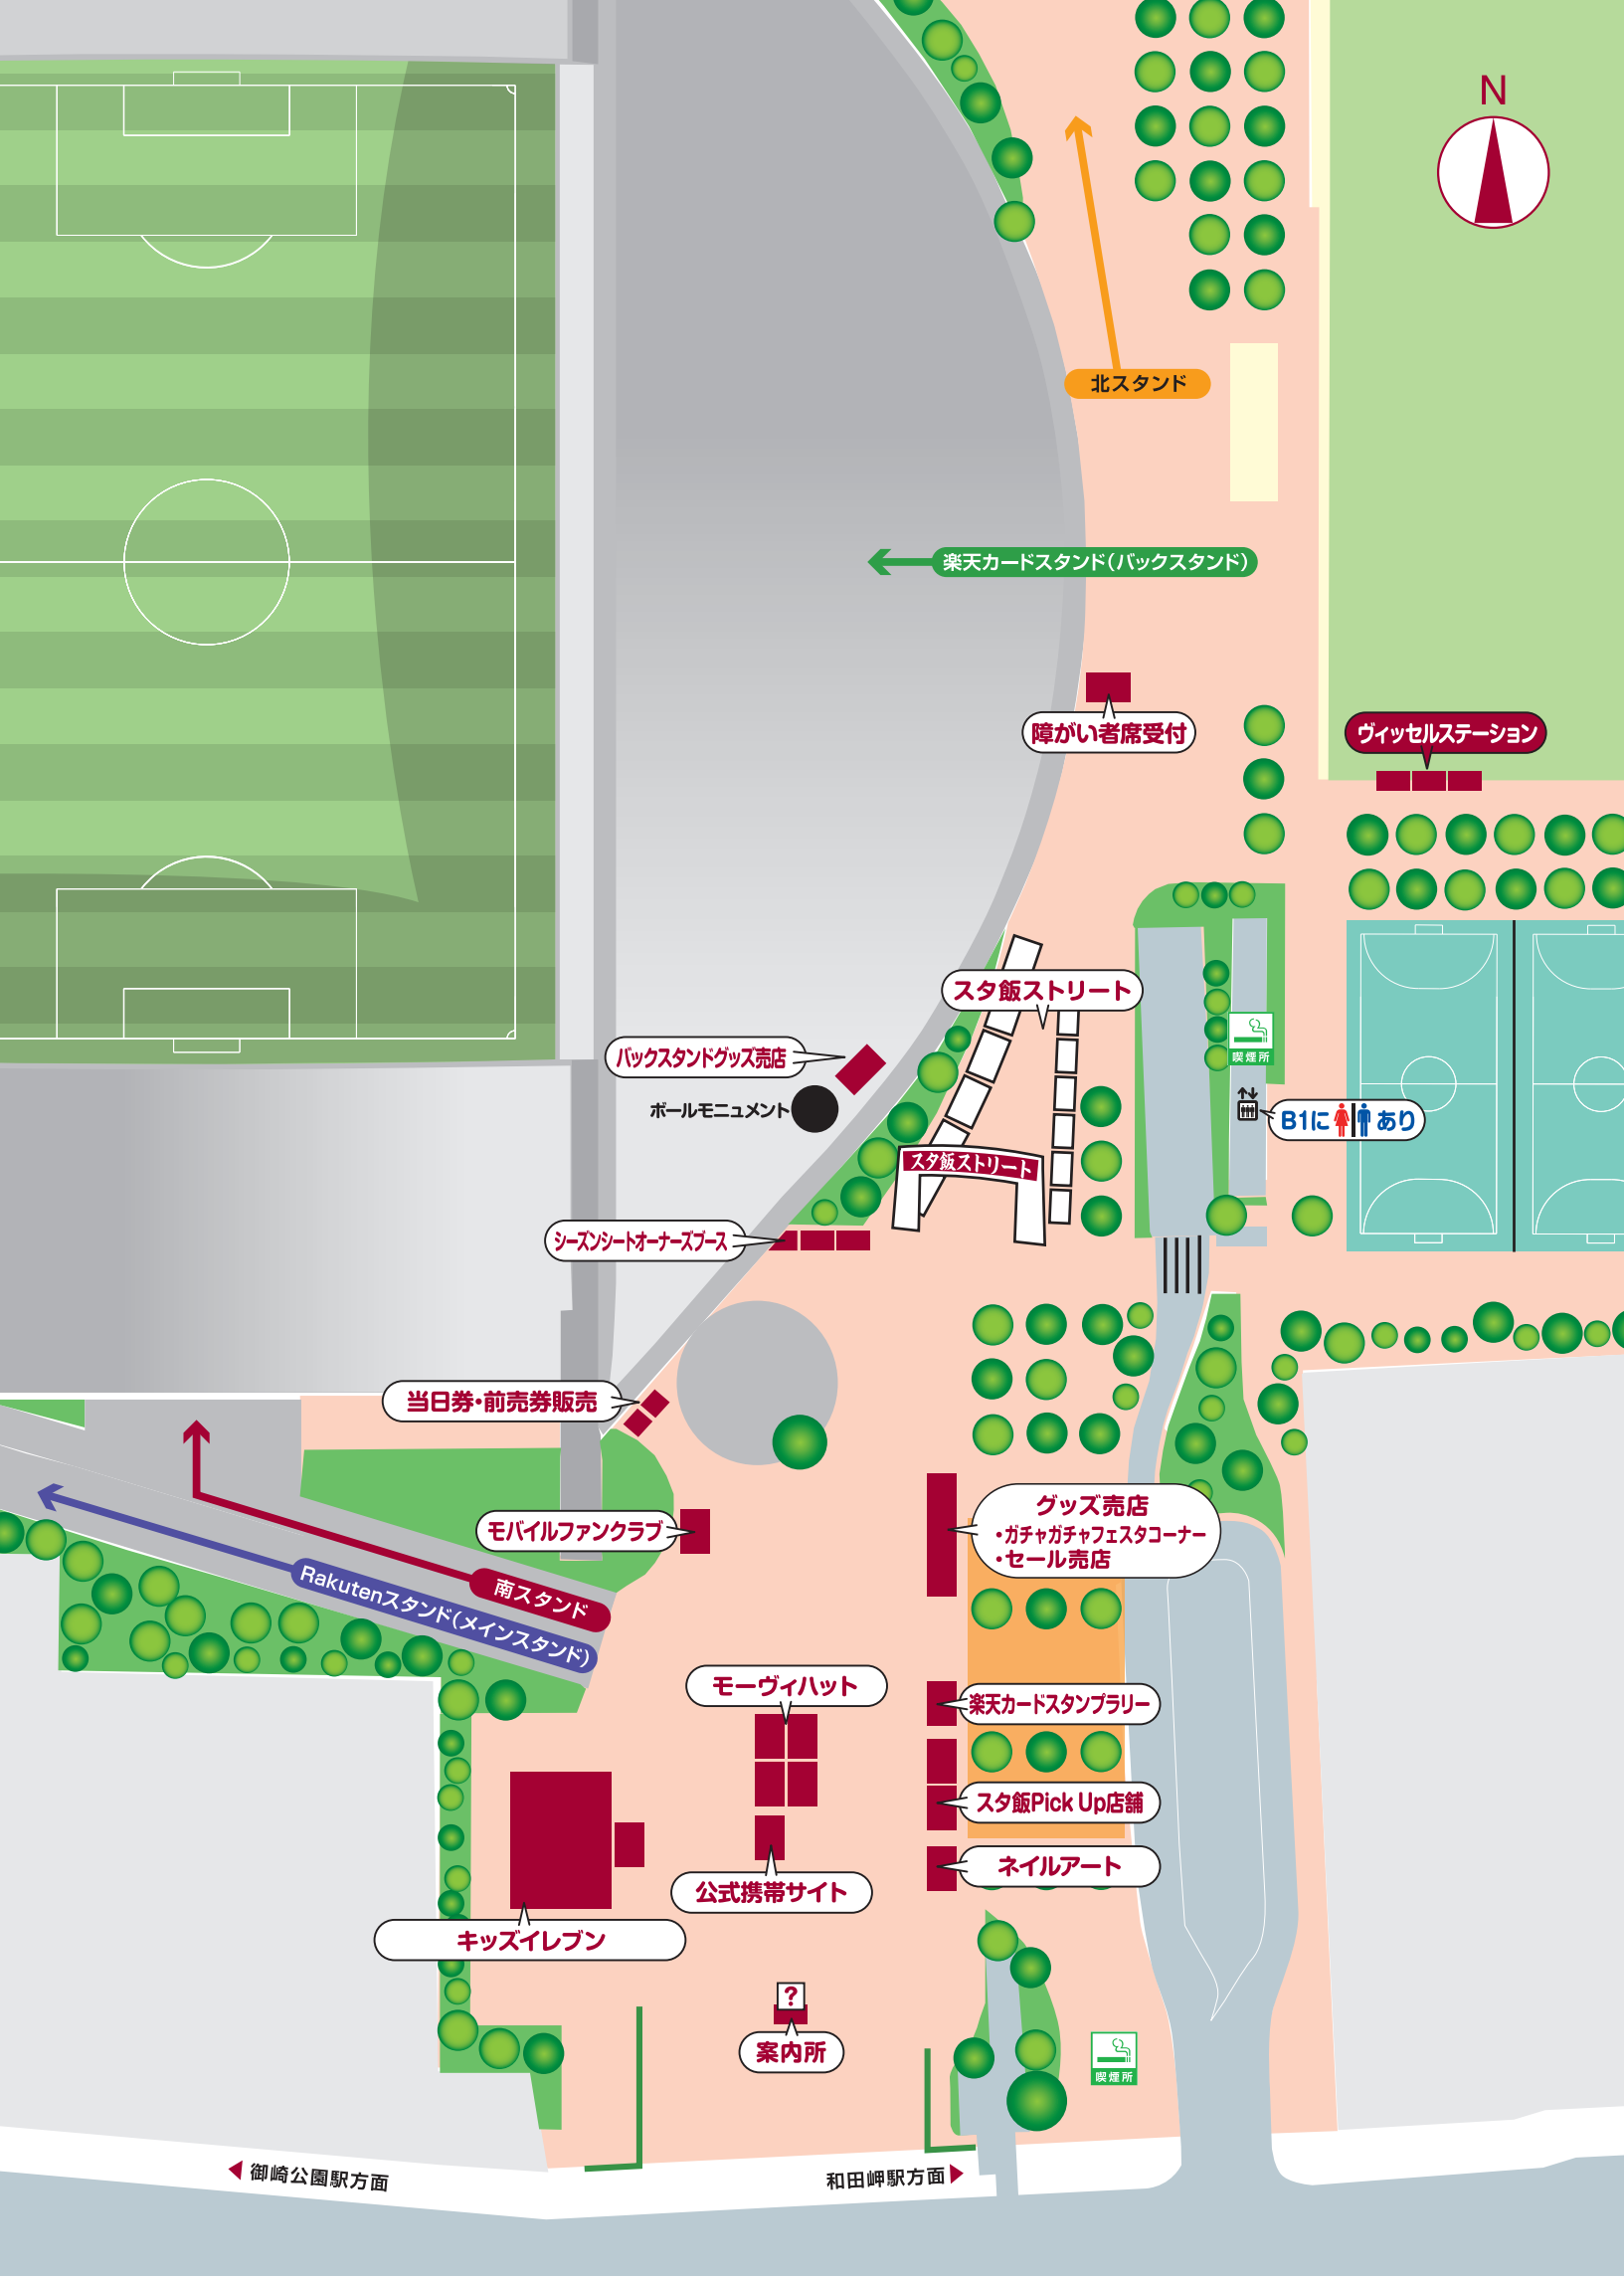 N
北スタンド
楽天カードスタンド(バックスタンド)
障がい者席受付
ヴィッセルステーション
スタ飯ストリート
喫煙所
バックスタンドグッズ売店
ボールモニュメント
B1に あり
スタ飯ストリート
シーズンシートオーナーズブース
当日券・前売券販売
グッズ売店
・ガチャガチャフェスタコーナー
・セール売店
モバイルファンクラブ
南スタンド
Rakutenスタンド(メインスタンド)
モーヴィハット
楽天カードスタンプラリー
スタ飯Pick Up店舗
ネイルアート
公式携帯サイト
キッズイレブン
?
案内所
喫煙所
御崎公園駅方面
和田岬駅方面